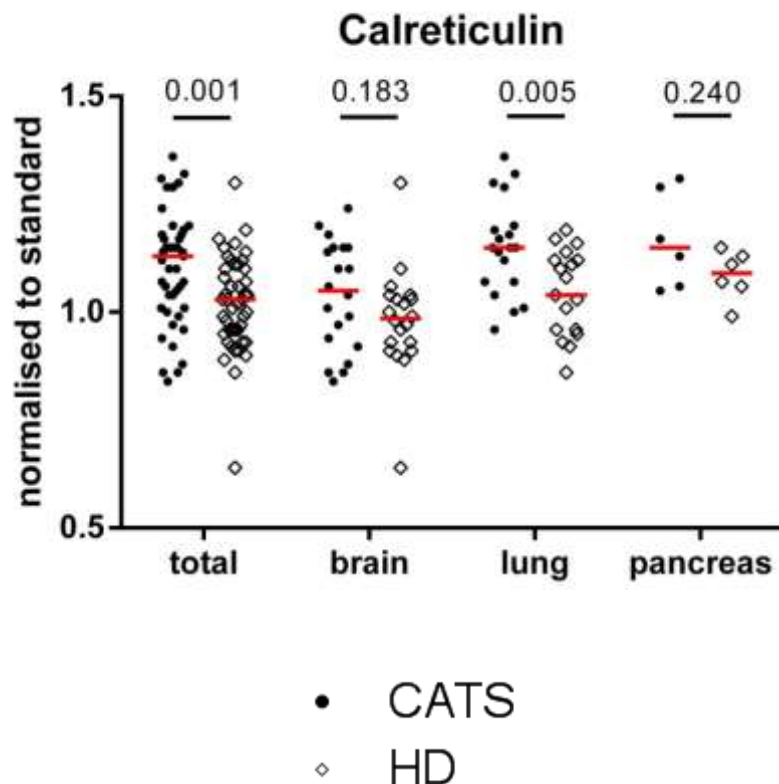 Calreticulin
normalised to standard
1.5
1.0
0.5
0.001 0.183 0.005 0.240
total brain lung pancreas
CATS
HD